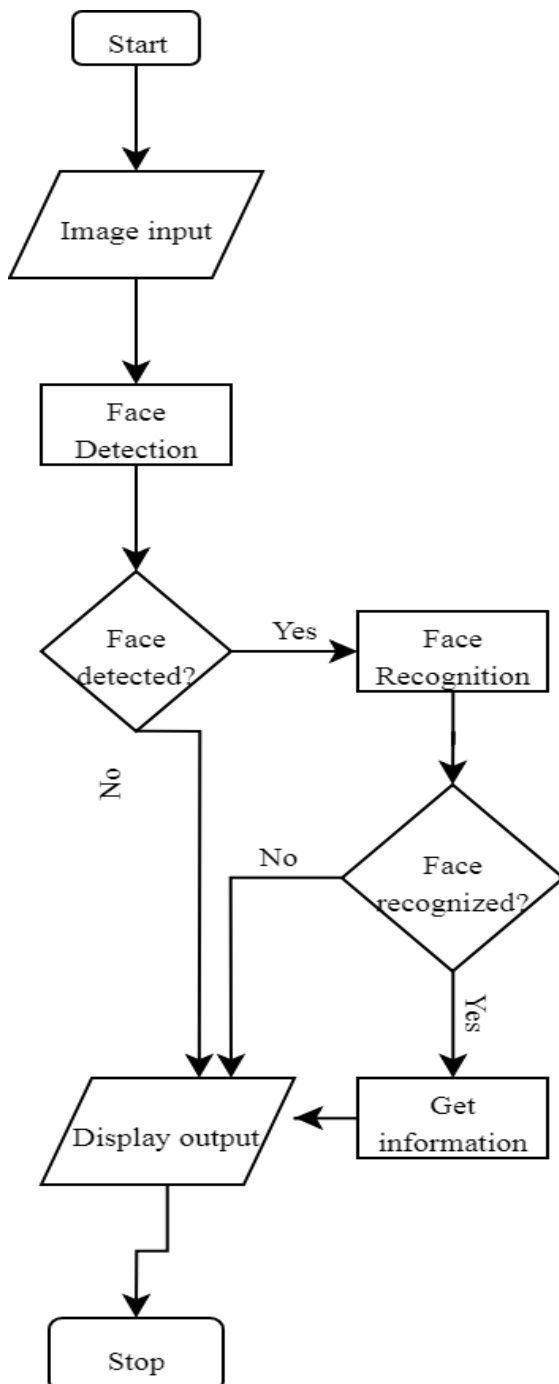 Start
Image input
Face
Detection
Face
detected?
Yes
Face
Recognition
No
No
Face
recognized?
Yes
Get
information
Display output
Stop